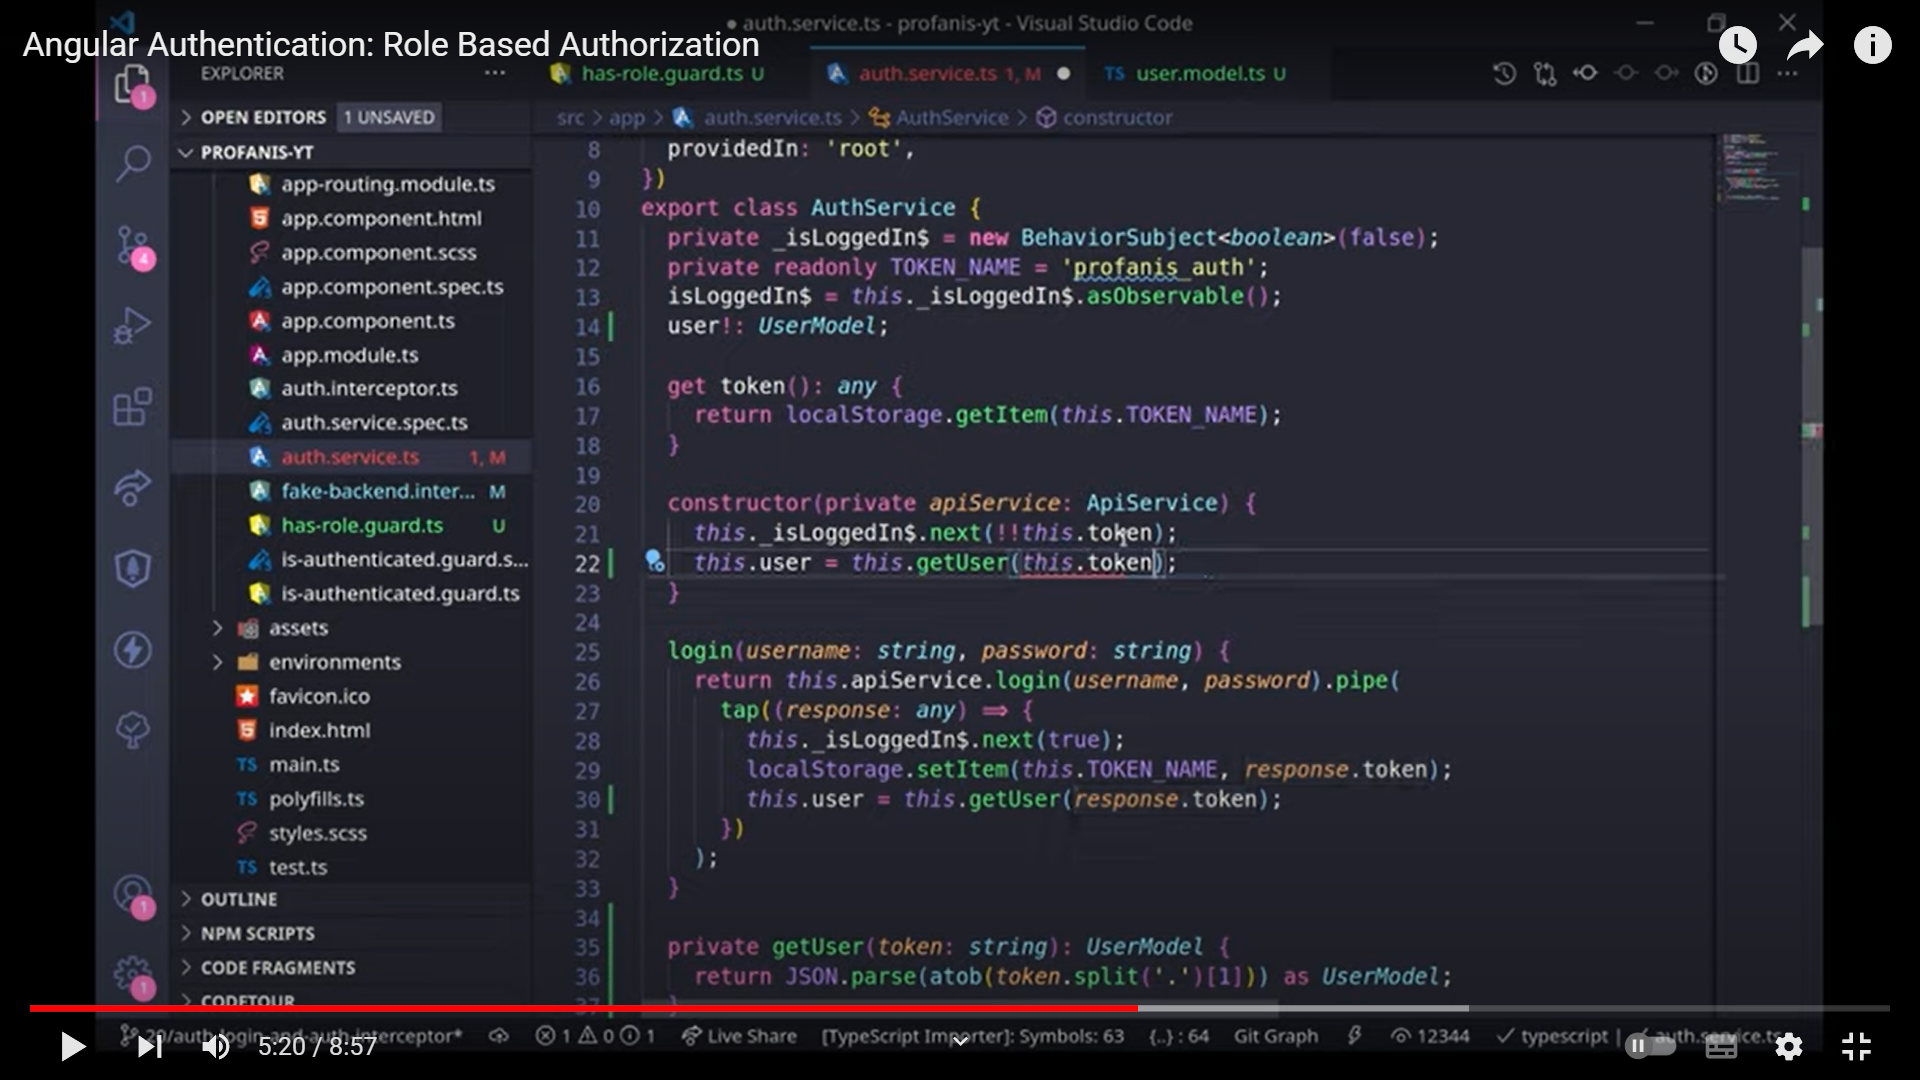 auth.service.ts - profanis-yt - Visual Studio Code
Angular Authentication: Role Based Authorization
EXPLORER
has-role.guard.ts U
auth.service.ts 1, M
TS user.model.ts U
OPEN EDITORS 1 UNSAVED
src > app > auth.service.ts > AuthService > constructor
PROFANIS-YT
app-routing.module.ts
app.component.html
app.component.scss
app.component.spec.ts
app.component.ts
app.module.ts
auth.interceptor.ts
auth.service.spec.ts
auth.service.ts 1, M
fake-backend.inter... M
has-role.guard.ts U
is-authenticated.guard.s...
is-authenticated.guard.ts
assets
environments
favicon.ico
index.html
TS main.ts
TS polyfills.ts
styles.scss
TS test.ts
OUTLINE
NPM SCRIPTS
CODE FRAGMENTS
CODETOUR
1
4
1
1
8 providedIn: 'root',
9 })
10 export class AuthService {
11 private _isLoggedIn$ = new BehaviorSubject<boolean>(false);
12 private readonly TOKEN_NAME = 'profanis_auth';
13 isLoggedIn$ = this._isLoggedIn$.asObservable();
14 user!: UserModel;
15
16 get token(): any {
17 return localStorage.getItem(this.TOKEN_NAME);
18 }
19
20 constructor(private apiService: ApiService) {
21 this._isLoggedIn$.next(!!this.token);
22 this.user = this.getUser(this.token);
23 }
24
25 login(username: string, password: string) {
26 return this.apiService.login(username, password).pipe(
27 tap((response: any) => {
28 this._isLoggedIn$.next(true);
29 localStorage.setItem(this.TOKEN_NAME, response.token);
30 this.user = this.getUser(response.token);
31 })
32 );
33 }
34
35 private getUser(token: string): UserModel {
36 return JSON.parse(atob(token.split('.')[1])) as UserModel;
37 }
20/auth-login-and-auth-interceptor* 1 0 1 Live Share [TypeScript Importer]: Symbols: 63 {..} : 64 Git Graph 12344 typescript | auth.service.ts
5:20 / 8:57